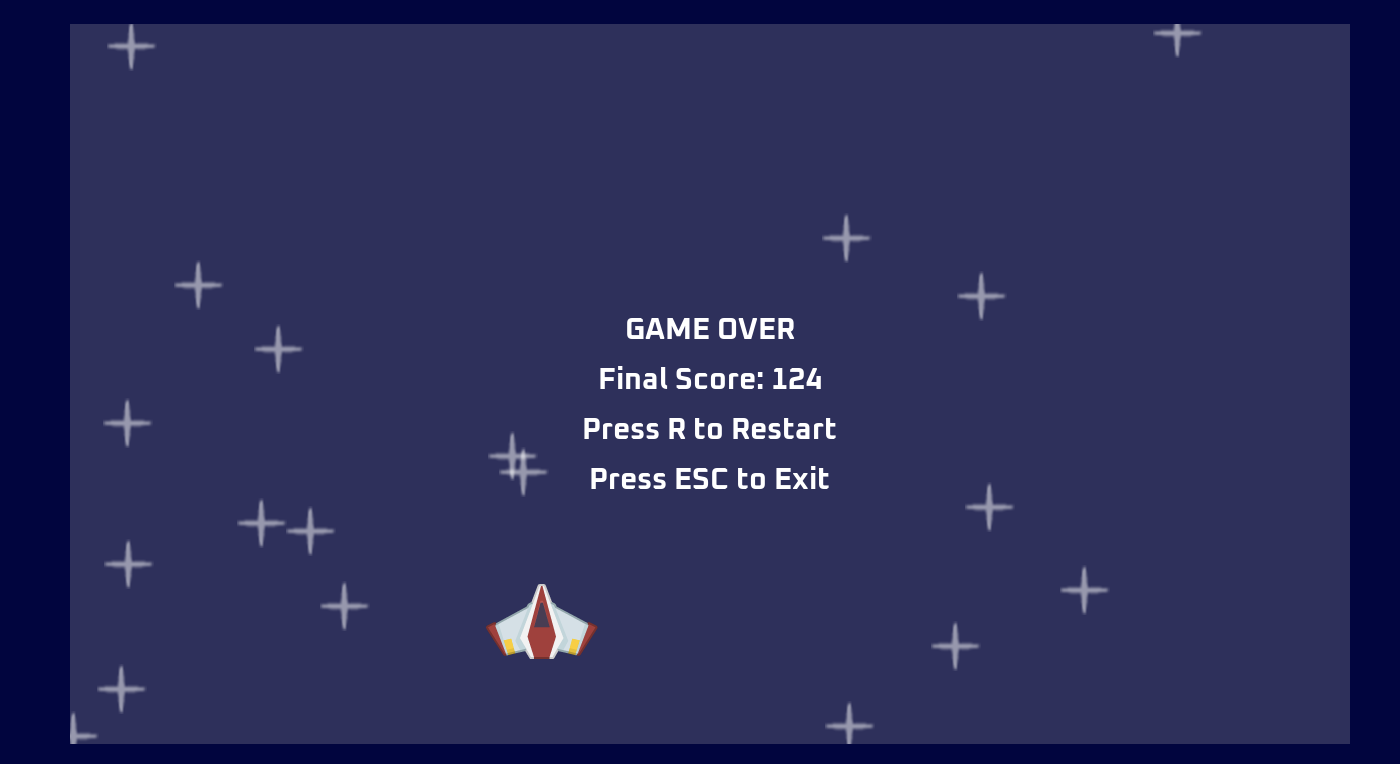 GAME OVER
Final Score: 124
Press R to Restart
Press ESC to Exit